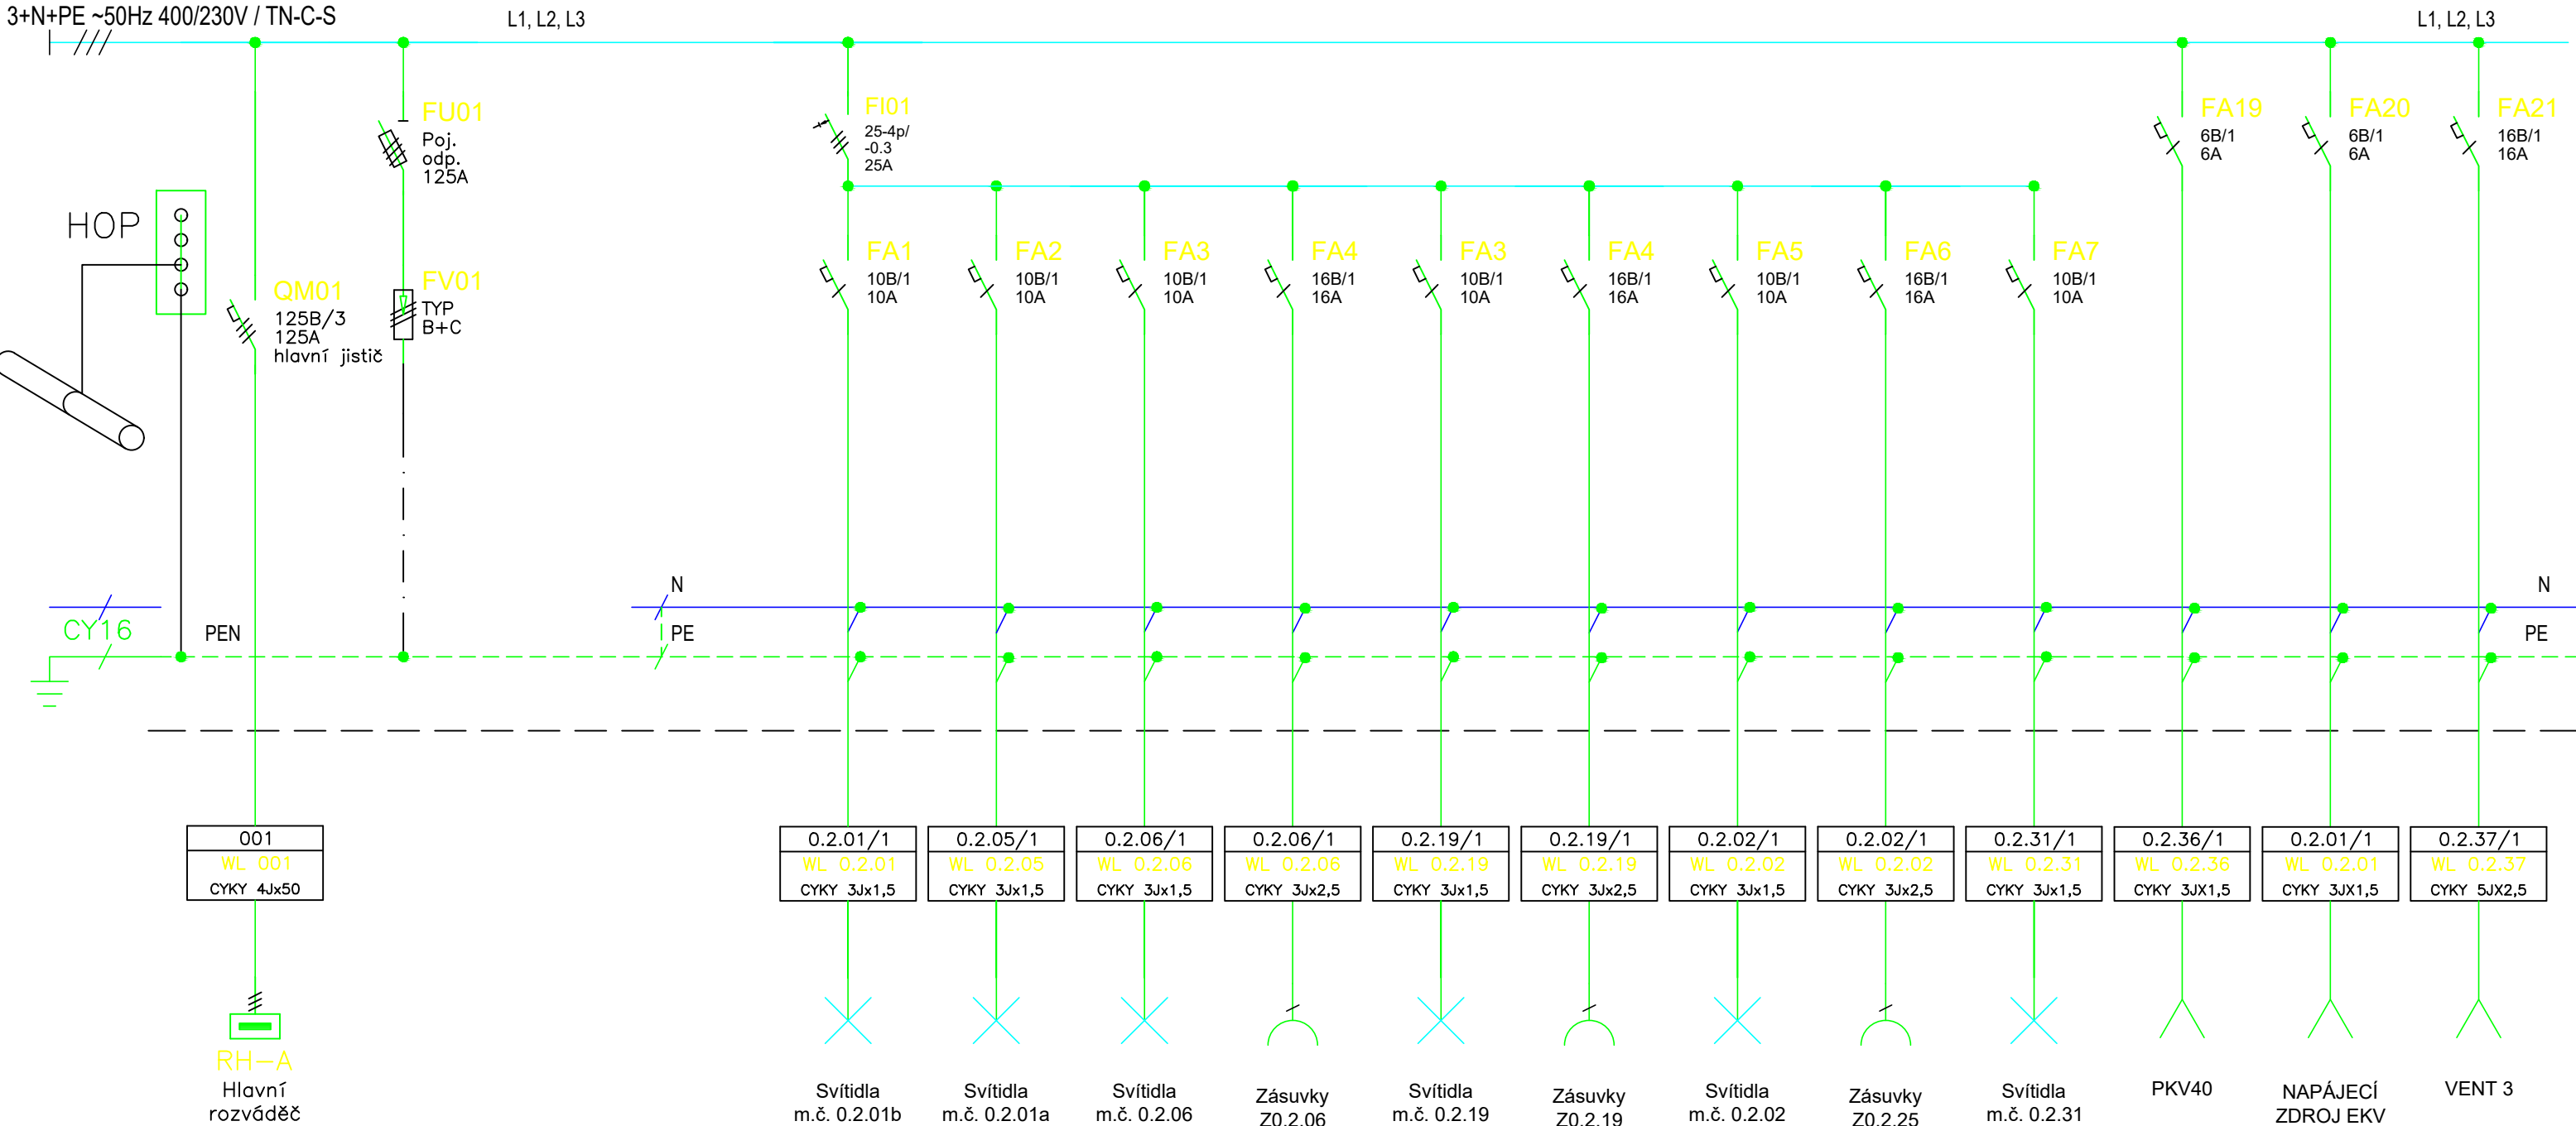 3+N+PE ~50Hz 400/230V / TN-C-S
L1, L2, L3
L1, L2, L3
FU01
Poj.
odp.
125A
FI01
25-4p/
-0.3
25A
FA19
6B/1
6A
FA20
6B/1
6A
FA21
16B/1
16A
HOP
QM01
125B/3
125A
hlavní jistič
FV01
TYP
B+C
FA1
10B/1
10A
FA2
10B/1
10A
FA3
10B/1
10A
FA4
16B/1
16A
FA3
10B/1
10A
FA4
16B/1
16A
FA5
10B/1
10A
FA6
16B/1
16A
FA7
10B/1
10A
N
N
CY16
PEN
PE
PE
001
WL 001
CYKY 4Jx50
0.2.01/1
WL 0.2.01
CYKY 3Jx1,5
0.2.05/1
WL 0.2.05
CYKY 3Jx1,5
0.2.06/1
WL 0.2.06
CYKY 3Jx1,5
0.2.06/1
WL 0.2.06
CYKY 3Jx2,5
0.2.19/1
WL 0.2.19
CYKY 3Jx1,5
0.2.19/1
WL 0.2.19
CYKY 3Jx2,5
0.2.02/1
WL 0.2.02
CYKY 3Jx1,5
0.2.02/1
WL 0.2.02
CYKY 3Jx2,5
0.2.31/1
WL 0.2.31
CYKY 3Jx1,5
0.2.36/1
WL 0.2.36
CYKY 3JX1,5
0.2.01/1
WL 0.2.01
CYKY 3JX1,5
0.2.37/1
WL 0.2.37
CYKY 5JX2,5
RH-A
Hlavní
rozváděč
Svítidla
m.č. 0.2.01b
Svítidla
m.č. 0.2.01a
Svítidla
m.č. 0.2.06
Zásuvky
Z0.2.06
Svítidla
m.č. 0.2.19
Zásuvky
Z0.2.19
Svítidla
m.č. 0.2.02
Zásuvky
Z0.2.25
Svítidla
m.č. 0.2.31
PKV40
NAPÁJECÍ
ZDROJ EKV
VENT 3